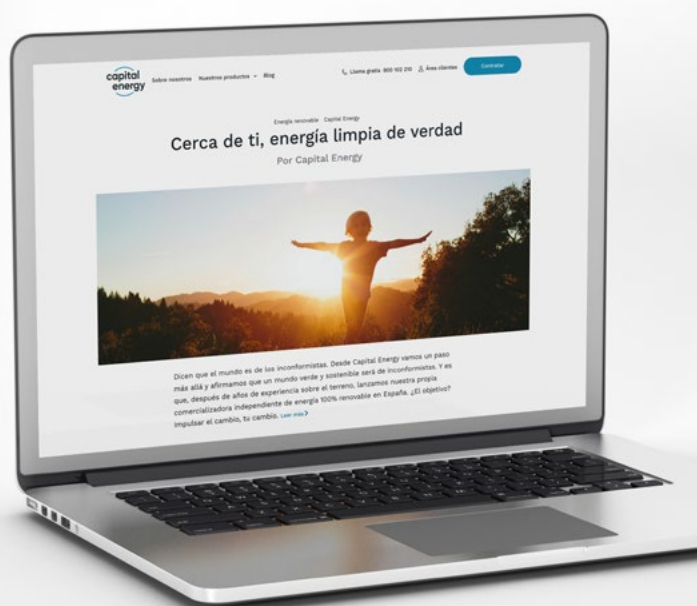 capital
energy
Sobre nosotros Nuestros productos Blog
Llama gratis 900 102 210 Área clientes Contratar
Energía renovable Capital Energy
Cerca de ti, energía limpia de verdad
Por Capital Energy
Dicen que el mundo es de los inconformistas. Desde Capital Energy vamos un paso
más allá y afirmamos que un mundo verde y sostenible será de inconformistas. Y es
que, después de años de experiencia sobre el terreno, lanzamos nuestra propia
comercializadora independiente de energía 100% renovable en España. ¿El objetivo?
Impulsar el cambio, tu cambio. Leer más